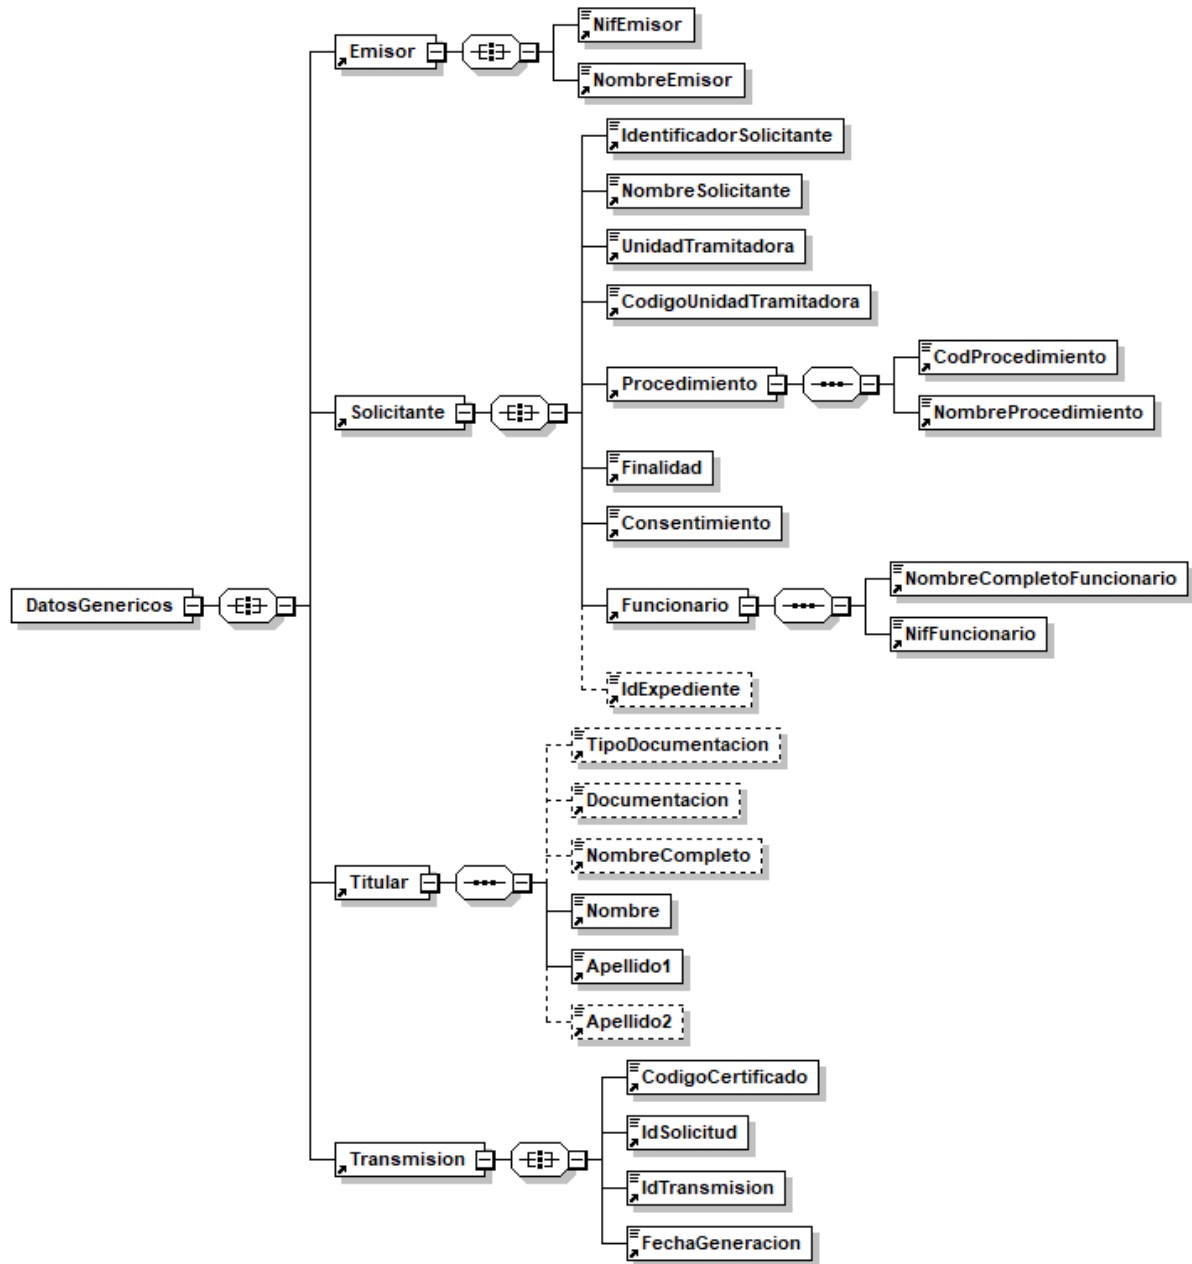 NifEmisor
Emisor
NombreEmisor
IdentificadorSolicitante
NombreSolicitante
UnidadTramitadora
CodigoUnidadTramitadora
CodProcedimiento
Procedimiento
NombreProcedimiento
Solicitante
Finalidad
Consentimiento
NombreCompletoFuncionario
DatosGenericos
Funcionario
NifFuncionario
IdExpediente
TipoDocumentacion
Documentacion
NombreCompleto
Titular
Nombre
Apellido1
Apellido2
CodigoCertificado
IdSolicitud
Transmision
IdTransmision
FechaGeneracion